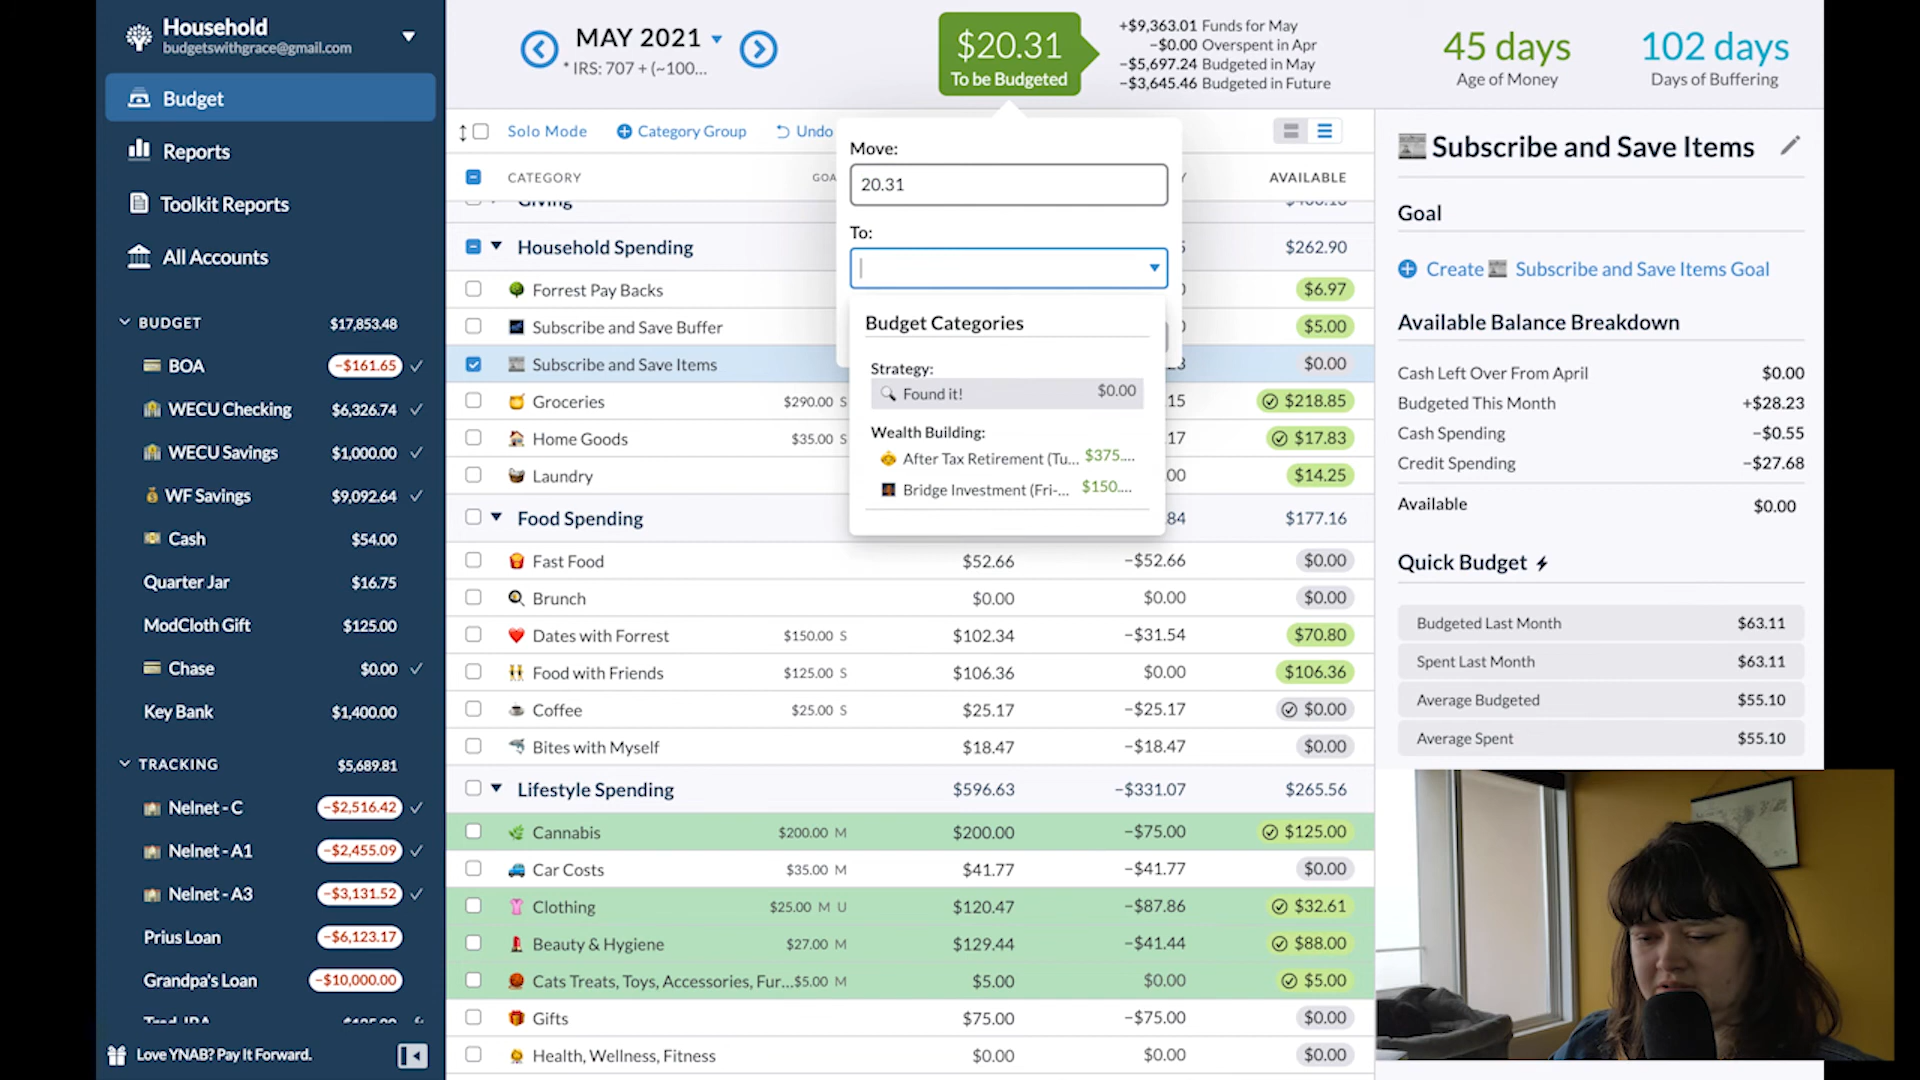 Household
budgetswithgrace@gmail.com
Budget
Reports
Toolkit Reports
All Accounts
BUDGET $17,853.48
BOA −$161.65
WECU Checking $6,326.74
WECU Savings $1,000.00
WF Savings $9,092.64
Cash $54.00
Quarter Jar $16.75
ModCloth Gift $125.00
Chase $0.00
Key Bank $1,400.00
TRACKING $5,689.81
Nelnet - C −$2,516.42
Nelnet - A1 −$2,455.09
Nelnet - A3 −$3,131.52
Prius Loan −$6,123.17
Grandpa's Loan −$10,000.00
Love YNAB? Pay It Forward.
MAY 2021
* IRS: 707 + (~100...
$20.31
To be Budgeted
+$9,363.01 Funds for May
−$0.00 Overspent in Apr
−$5,697.24 Budgeted in May
−$3,645.46 Budgeted in Future
45 days
Age of Money
102 days
Days of Buffering
Solo Mode Category Group Undo
CATEGORY GOA Y AVAILABLE
Giving
Household Spending $262.90
Forrest Pay Backs $6.97
Subscribe and Save Buffer $5.00
Subscribe and Save Items $0.00
Groceries $290.00 S 15 $218.85
Home Goods $35.00 S 17 $17.83
Laundry 00 $14.25
Food Spending 84 $177.16
Fast Food $52.66 −$52.66 $0.00
Brunch $0.00 $0.00 $0.00
Dates with Forrest $150.00 S $102.34 −$31.54 $70.80
Food with Friends $125.00 S $106.36 $0.00 $106.36
Coffee $25.00 S $25.17 −$25.17 $0.00
Bites with Myself $18.47 −$18.47 $0.00
Lifestyle Spending $596.63 −$331.07 $265.56
Cannabis $200.00 M $200.00 −$75.00 $125.00
Car Costs $35.00 M $41.77 −$41.77 $0.00
Clothing $25.00 M U $120.47 −$87.86 $32.61
Beauty & Hygiene $27.00 M $129.44 −$41.44 $88.00
Cats Treats, Toys, Accessories, Fur...$5.00 M $5.00 $0.00 $5.00
Gifts $75.00 −$75.00 $0.00
Health, Wellness, Fitness $0.00 $0.00 $0.00
Move:
20.31
To:
Budget Categories
Strategy:
Found it! $0.00
Wealth Building:
After Tax Retirement (Tu... $375....
Bridge Investment (Fri-... $150....
Subscribe and Save Items
Goal
Create Subscribe and Save Items Goal
Available Balance Breakdown
Cash Left Over From April $0.00
Budgeted This Month +$28.23
Cash Spending −$0.55
Credit Spending −$27.68
Available $0.00
Quick Budget
Budgeted Last Month $63.11
Spent Last Month $63.11
Average Budgeted $55.10
Average Spent $55.10